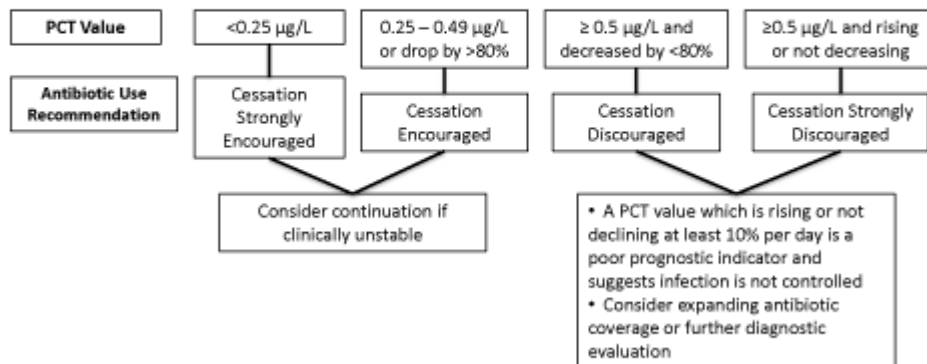 PCT Value
<0.25 µg/L
0.25 – 0.49 µg/L
or drop by >80%
≥ 0.5 µg/L and
decreased by <80%
≥0.5 µg/L and rising
or not decreasing
Antibiotic Use
Recommendation
Cessation
Strongly
Encouraged
Cessation
Encouraged
Cessation
Discouraged
Cessation Strongly
Discouraged
Consider continuation if
clinically unstable
• A PCT value which is rising or not
declining at least 10% per day is a
poor prognostic indicator and
suggests infection is not controlled
• Consider expanding antibiotic
coverage or further diagnostic
evaluation